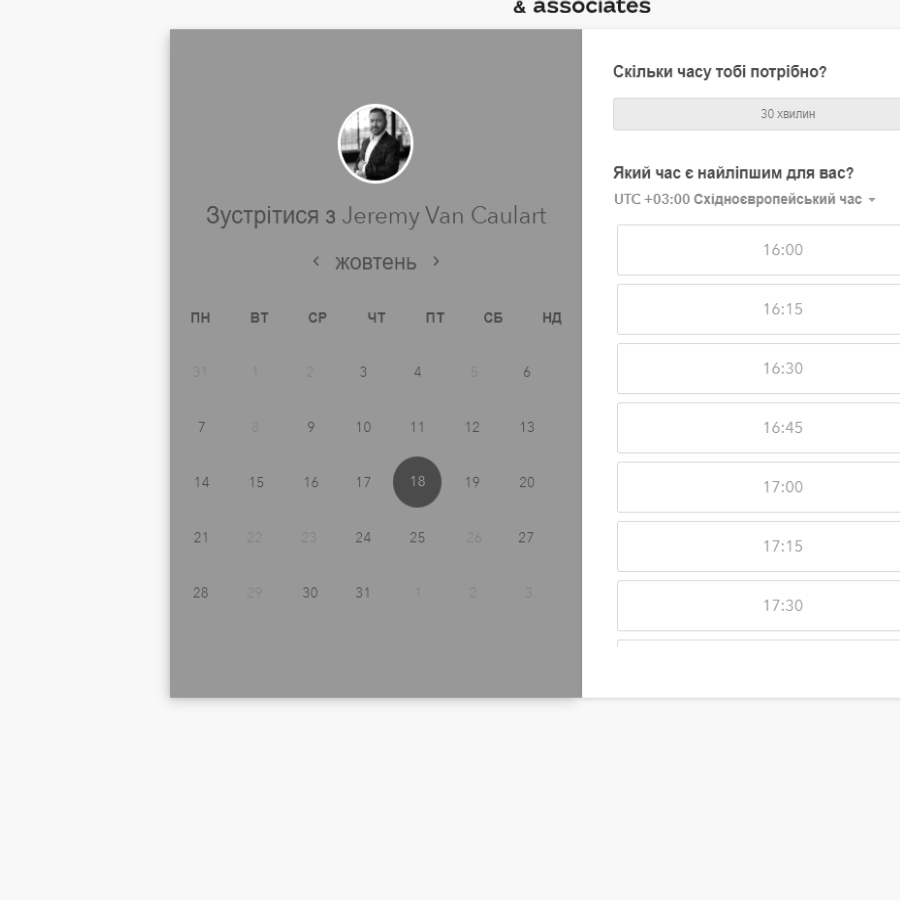 & associates
Зустрітися з Jeremy Van Caulart
‹ жовтень ›
ПН ВТ СР ЧТ ПТ СБ НД
31 1 2 3 4 5 6
7 8 9 10 11 12 13
14 15 16 17 18 19 20
21 22 23 24 25 26 27
28 29 30 31 1 2 3
Скільки часу тобі потрібно?
30 хвилин
Який час є найліпшим для вас?
UTC +03:00 Східноєвропейський час
16:00
16:15
16:30
16:45
17:00
17:15
17:30